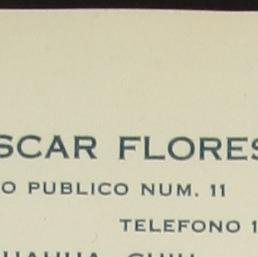 SCAR FLORES
O PUBLICO NUM. 11
TELEFONO 1